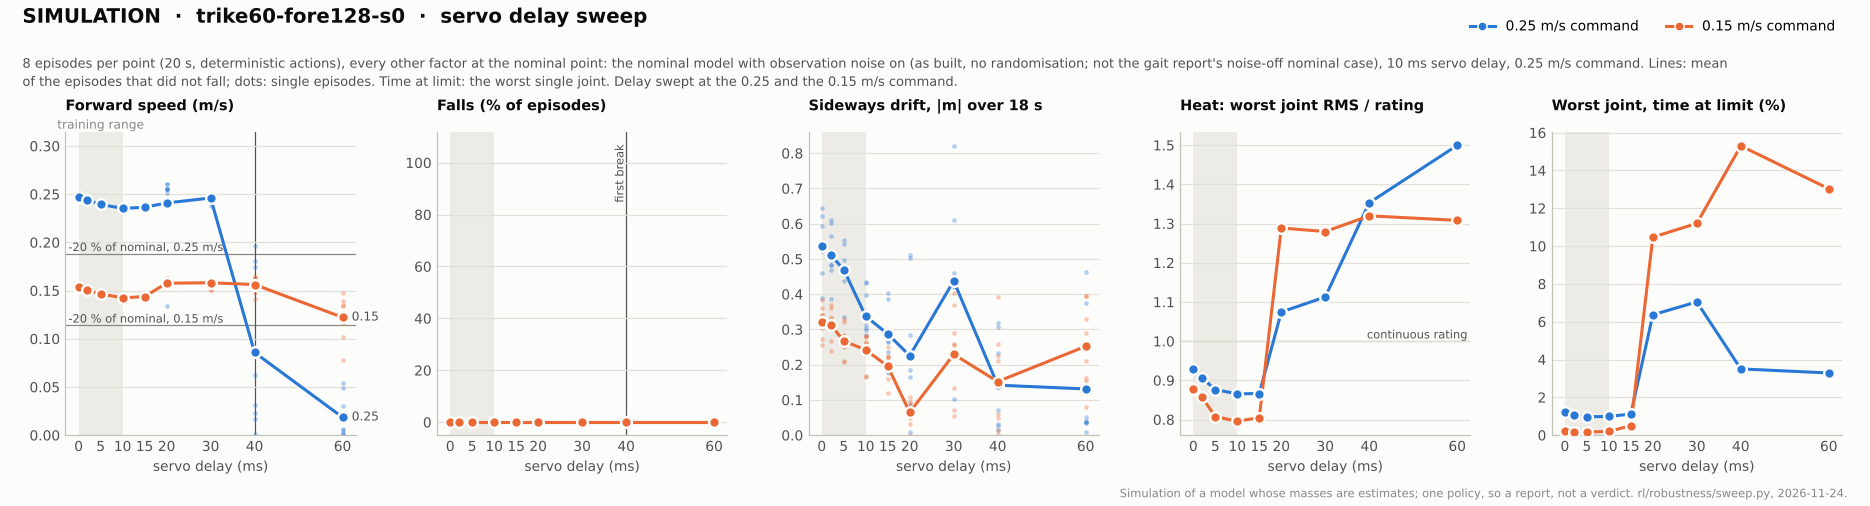 SIMULATION · trike60-fore128-s0 · servo delay sweep
0.25 m/s command 0.15 m/s command
8 episodes per point (20 s, deterministic actions), every other factor at the nominal point: the nominal model with observation noise on (as built, no randomisation; not the gait report's noise-off nominal case), 10 ms servo delay, 0.25 m/s command. Lines: mean
of the episodes that did not fall; dots: single episodes. Time at limit: the worst single joint. Delay swept at the 0.25 and the 0.15 m/s command.
Forward speed (m/s)
training range
0.30
0.25
0.20
0.15
0.10
0.05
0.00
-20 % of nominal, 0.25 m/s
-20 % of nominal, 0.15 m/s
0.15
0.25
0 5 10 15 20 30 40 60
servo delay (ms)
Falls (% of episodes)
100
80
60
40
20
0
first break
0 5 10 15 20 30 40 60
servo delay (ms)
Sideways drift, |m| over 18 s
0.8
0.7
0.6
0.5
0.4
0.3
0.2
0.1
0.0
0 5 10 15 20 30 40 60
servo delay (ms)
Heat: worst joint RMS / rating
1.5
1.4
1.3
1.2
1.1
1.0
0.9
0.8
continuous rating
0 5 10 15 20 30 40 60
servo delay (ms)
Worst joint, time at limit (%)
16
14
12
10
8
6
4
2
0
0 5 10 15 20 30 40 60
servo delay (ms)
Simulation of a model whose masses are estimates; one policy, so a report, not a verdict. rl/robustness/sweep.py, 2026-11-24.